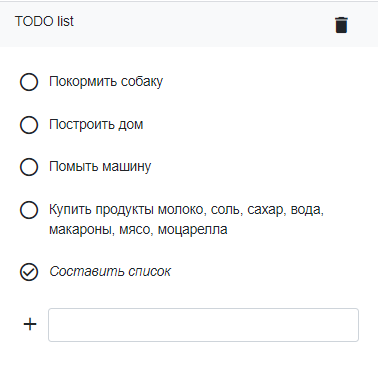 TODO list
Покормить собаку
Построить дом
Помыть машину
Купить продукты молоко, соль, сахар, вода,
макароны, мясо, моцарелла
Составить список